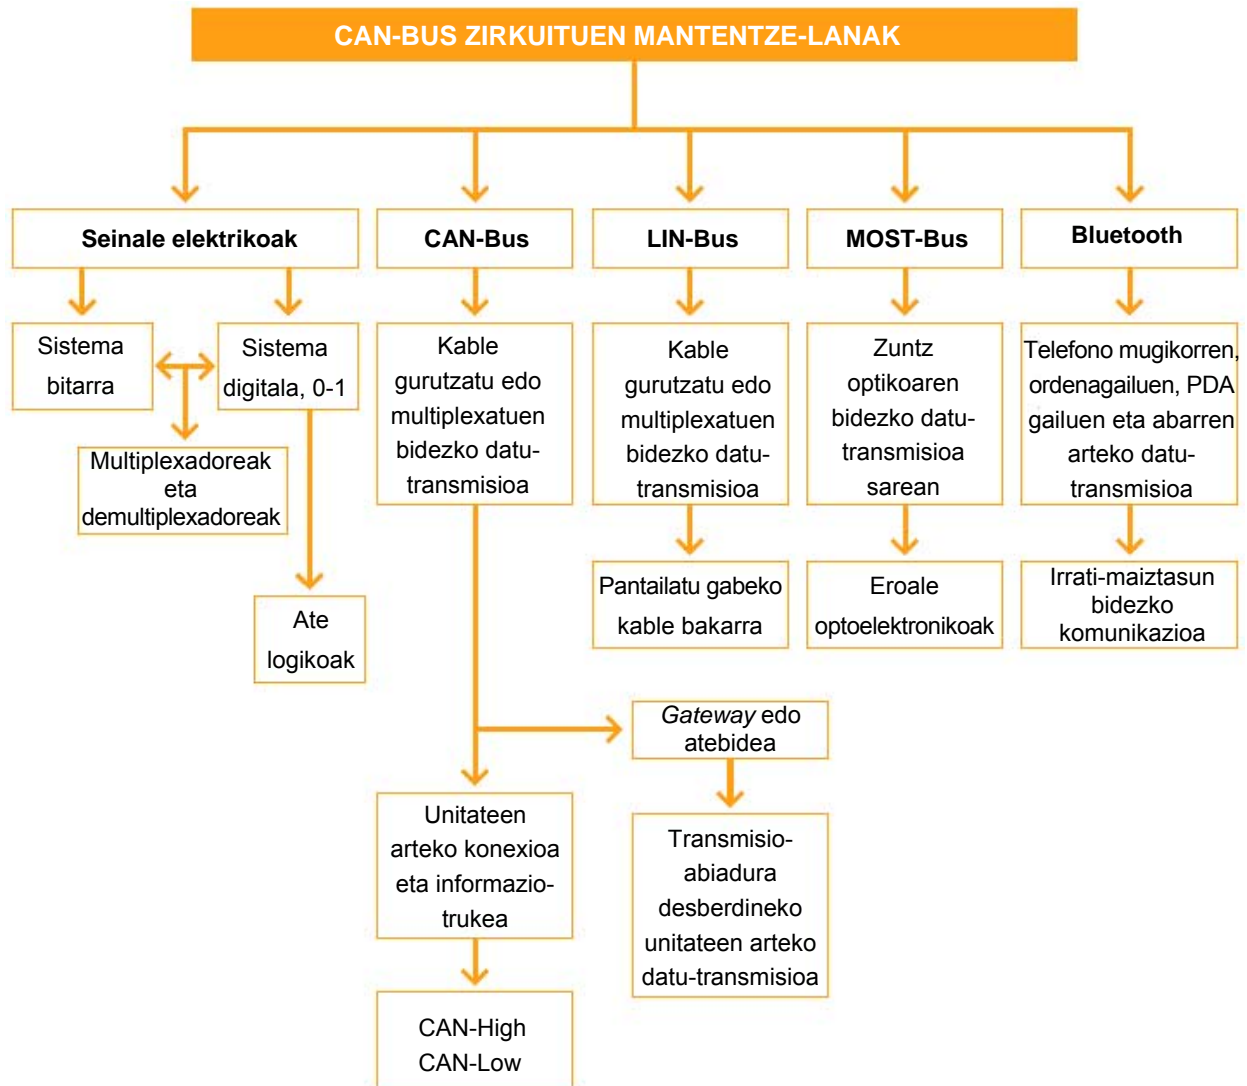 CAN-BUS ZIRKUITUEN MANTENTZE-LANAK
Seinale elektrikoak
CAN-Bus
LIN-Bus
MOST-Bus
Bluetooth
Sistema
bitarra
Sistema
digitala, 0-1
Multiplexadoreak
eta
demultiplexadoreak
Ate
logikoak
Kable
gurutzatu edo
multiplexatuen
bidezko datu-
transmisioa
Kable
gurutzatu edo
multiplexatuen
bidezko datu-
transmisioa
Zuntz
optikoaren
bidezko datu-
transmisioa
sarean
Telefono mugikorren,
ordenagailuen, PDA
gailuen eta abarren
arteko datu-
transmisioa
Pantailatu gabeko
kable bakarra
Eroale
optoelektronikoak
Irrati-maiztasun
bidezko
komunikazioa
Gateway edo
atebidea
Unitateen
arteko konexioa
eta informazio-
trukea
Transmisio-
abiadura
desberdineko
unitateen arteko
datu-transmisioa
CAN-High
CAN-Low